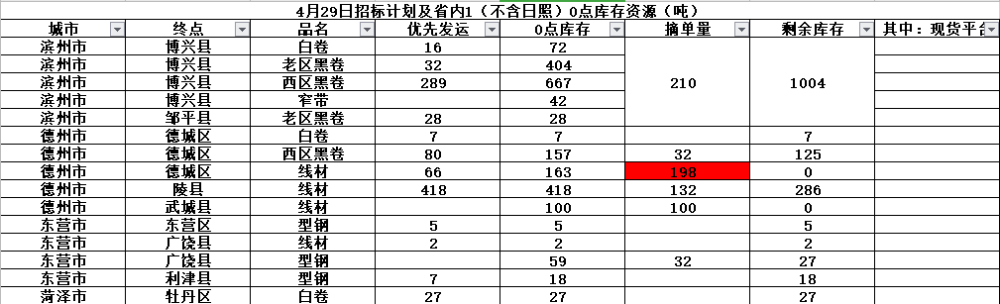 4月29日招标计划及省内1（不含日照）0点库存资源（吨）
城市 终点 品名 优先发运 0点库存 摘单量 剩余库存 其中：现货平台
滨州市 博兴县 白卷 16 72
滨州市 博兴县 老区黑卷 32 404
滨州市 博兴县 西区黑卷 289 667 210 1004
滨州市 博兴县 窄带 42
滨州市 邹平县 老区黑卷 28 28
德州市 德城区 白卷 7 7 7
德州市 德城区 西区黑卷 80 157 32 125
德州市 德城区 线材 66 163 198 0
德州市 陵县 线材 418 418 132 286
德州市 武城县 线材 100 100 0
东营市 东营区 型钢 5 5 5
东营市 广饶县 线材 2 2 2
东营市 广饶县 型钢 59 32 27
东营市 利津县 型钢 7 18 18
菏泽市 牡丹区 白卷 27 27 27